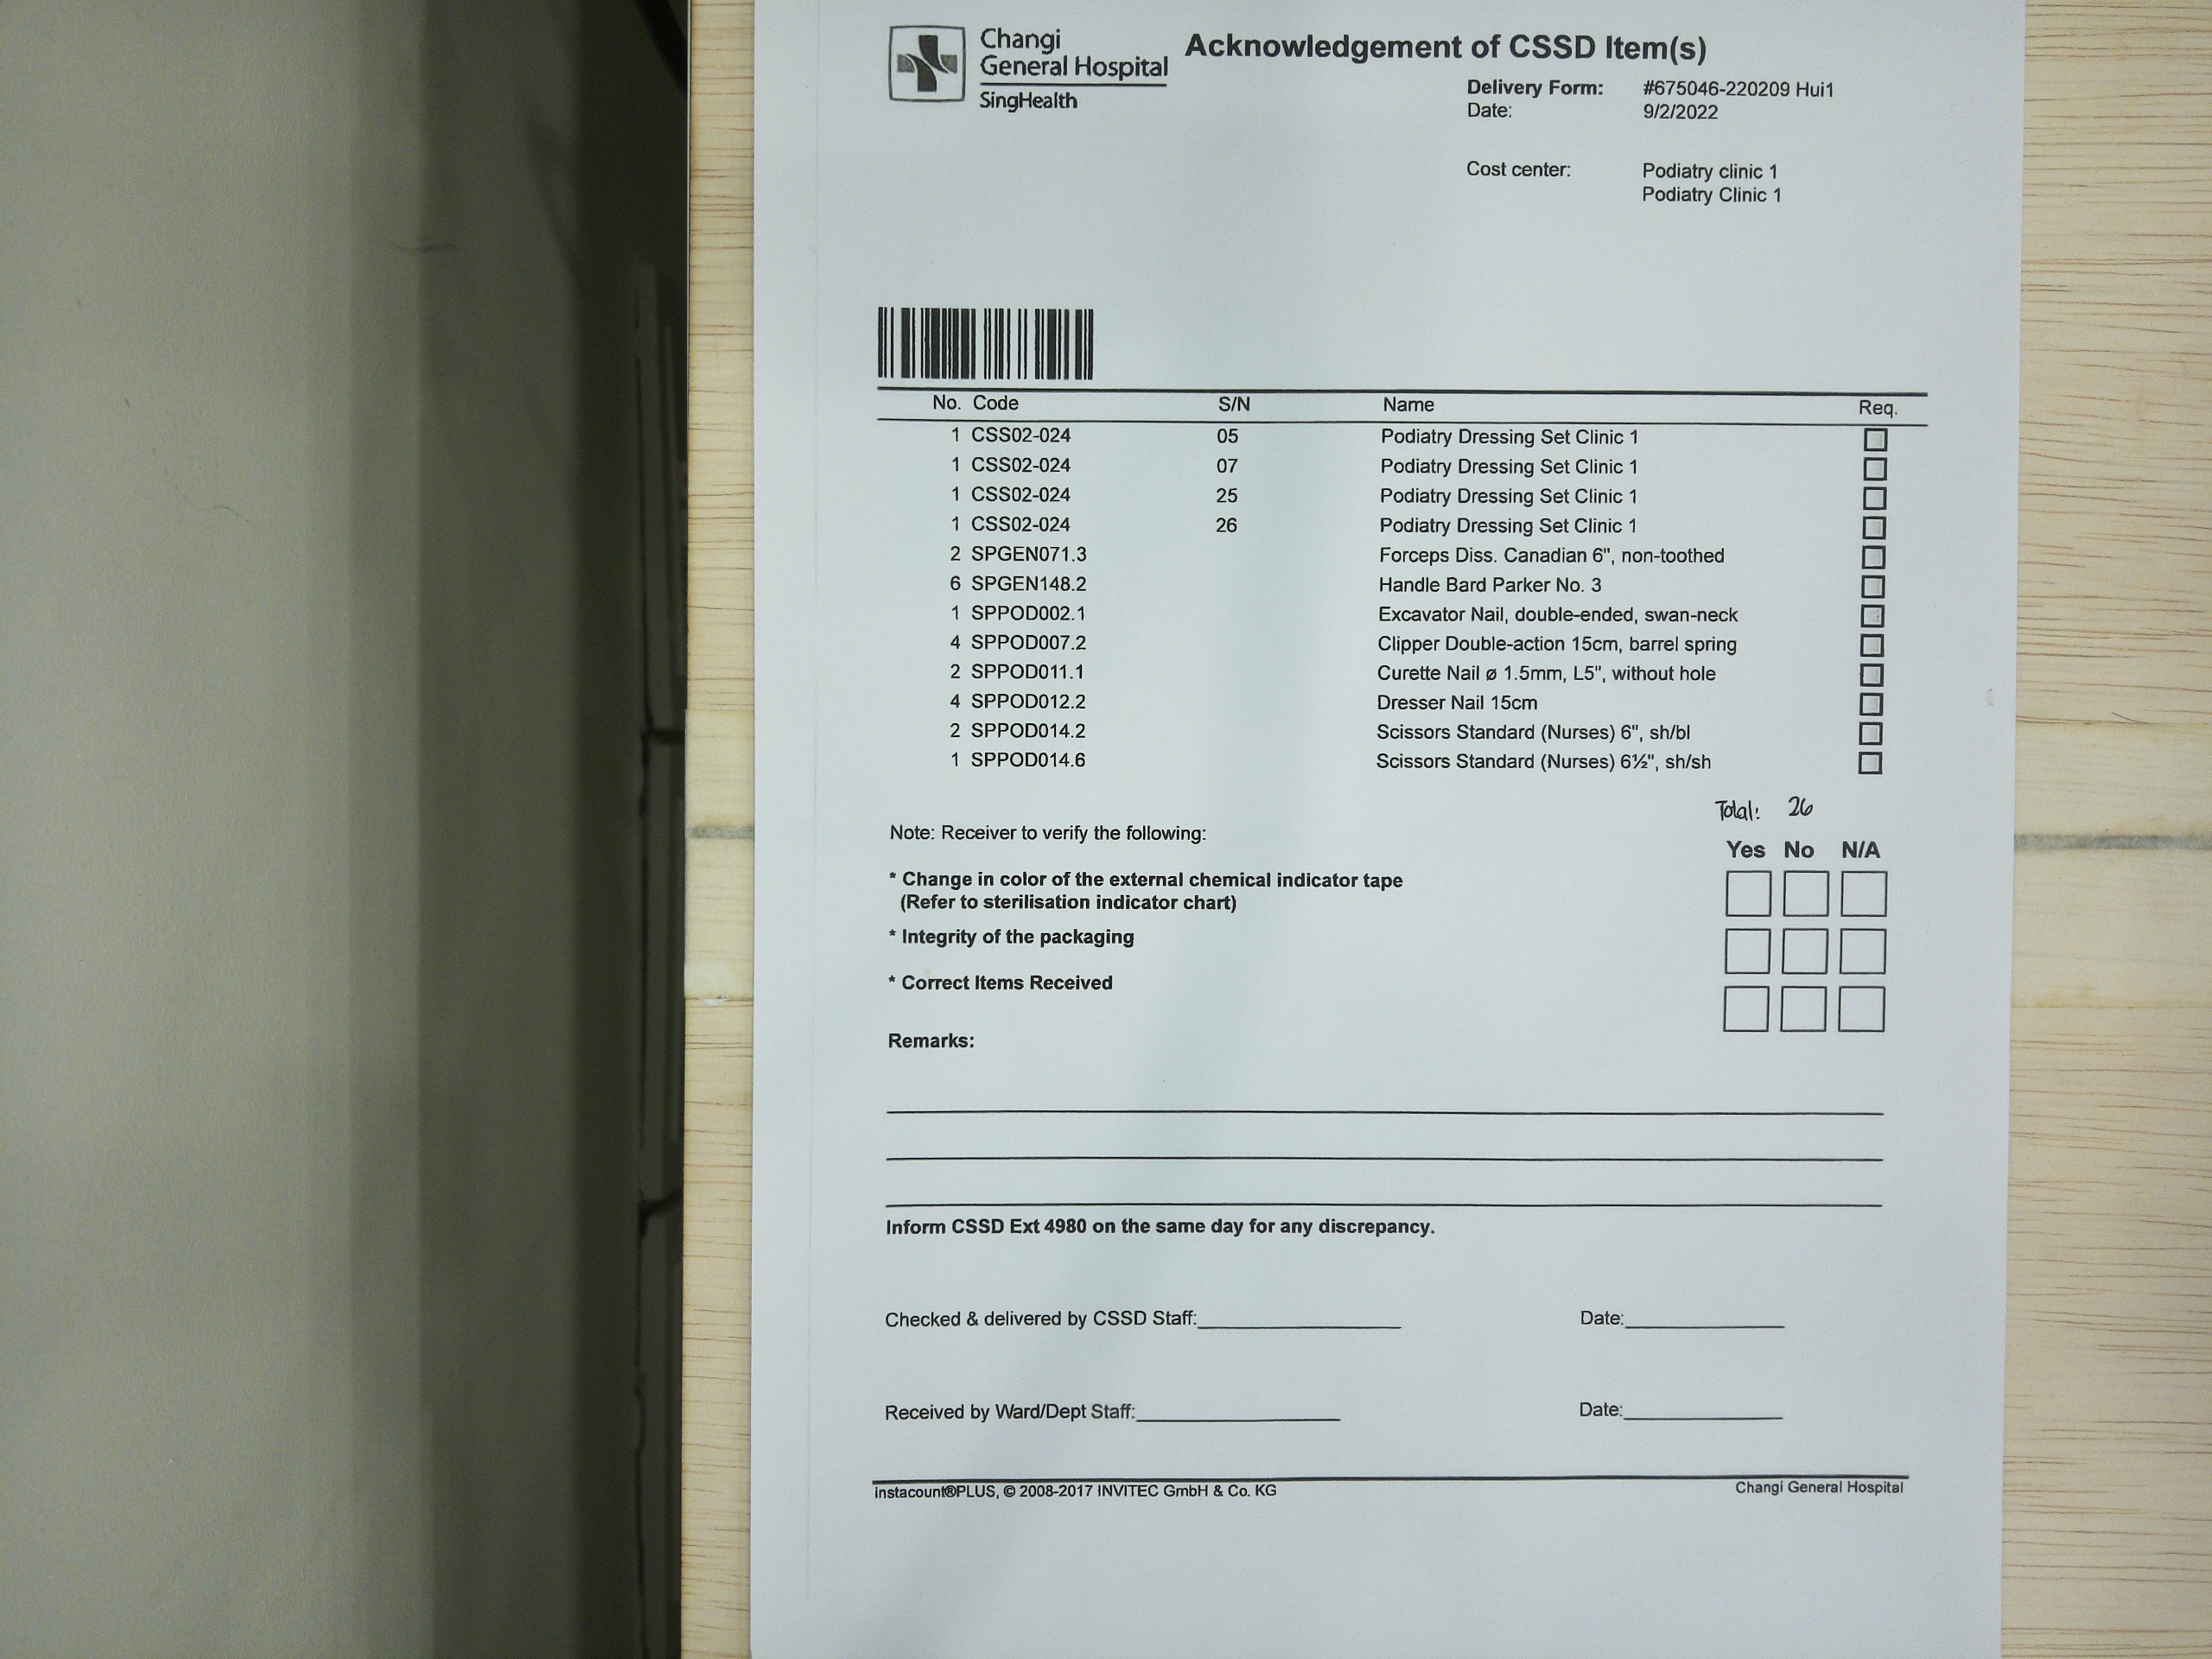 Changi
General Hospital
SingHealth
Acknowledgement of CSSD Item(s)
Delivery Form: #675046-220209 Hui1
Date: 9/2/2022
Cost center: Podiatry clinic 1
Podiatry Clinic 1
No. Code S/N Name Req.
1 CSS02-024 05 Podiatry Dressing Set Clinic 1
1 CSS02-024 07 Podiatry Dressing Set Clinic 1
1 CSS02-024 25 Podiatry Dressing Set Clinic 1
1 CSS02-024 26 Podiatry Dressing Set Clinic 1
2 SPGEN071.3 Forceps Diss. Canadian 6", non-toothed
6 SPGEN148.2 Handle Bard Parker No. 3
1 SPPOD002.1 Excavator Nail, double-ended, swan-neck
4 SPPOD007.2 Clipper Double-action 15cm, barrel spring
2 SPPOD011.1 Curette Nail ø 1.5mm, L5", without hole
4 SPPOD012.2 Dresser Nail 15cm
2 SPPOD014.2 Scissors Standard (Nurses) 6", sh/bl
1 SPPOD014.6 Scissors Standard (Nurses) 6½", sh/sh
Total: 26
Note: Receiver to verify the following:
Yes No N/A
* Change in color of the external chemical indicator tape
(Refer to sterilisation indicator chart)
* Integrity of the packaging
* Correct Items Received
Remarks:
Inform CSSD Ext 4980 on the same day for any discrepancy.
Checked & delivered by CSSD Staff: Date:
Received by Ward/Dept Staff: Date:
instacount®PLUS, © 2008-2017 INVITEC GmbH & Co. KG Changi General Hospital